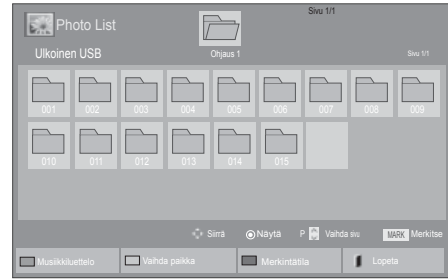 Sivu 1/1
Photo List
Ulkoinen USB
Ohjaus 1
Sivu 1/1
001 002 003 004 005 006 007 008 009
010 011 012 013 014 015
Siirrä Näytä P Vaihda sivu MARK Merkitse
Musiikkiluettelo Vaihda paikka Merkintätila Lopeta